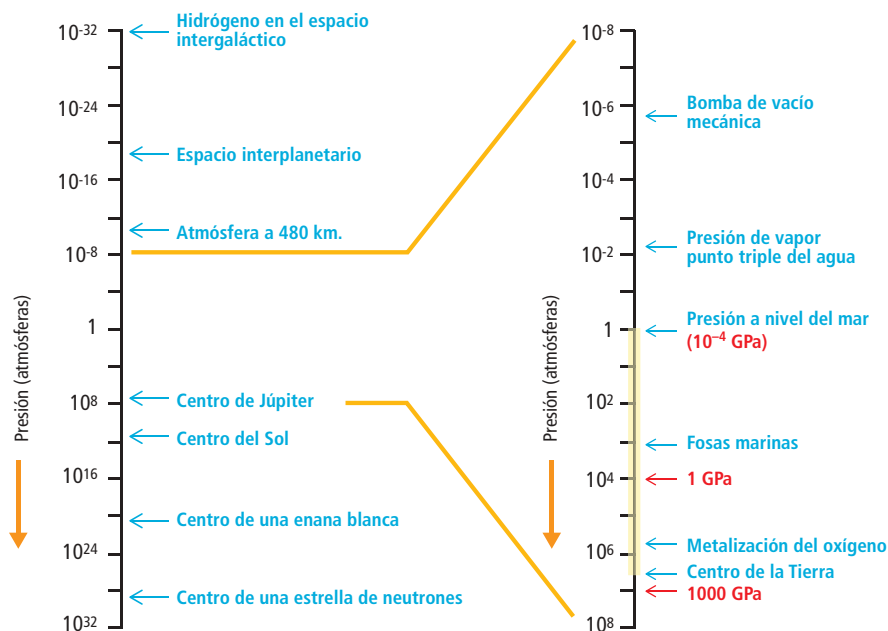 Presión (atmósferas)
10-32
10-24
10-16
10-8
1
108
1016
1024
1032
Hidrógeno en el espacio
intergaláctico
Espacio interplanetario
Atmósfera a 480 km.
Centro de Júpiter
Centro del Sol
Centro de una enana blanca
Centro de una estrella de neutrones
Presión (atmósferas)
10-8
10-6
10-4
10-2
1
102
104
106
108
Bomba de vacío
mecánica
Presión de vapor
punto triple del agua
Presión a nivel del mar
(10–4 GPa)
Fosas marinas
1 GPa
Metalización del oxígeno
Centro de la Tierra
1000 GPa